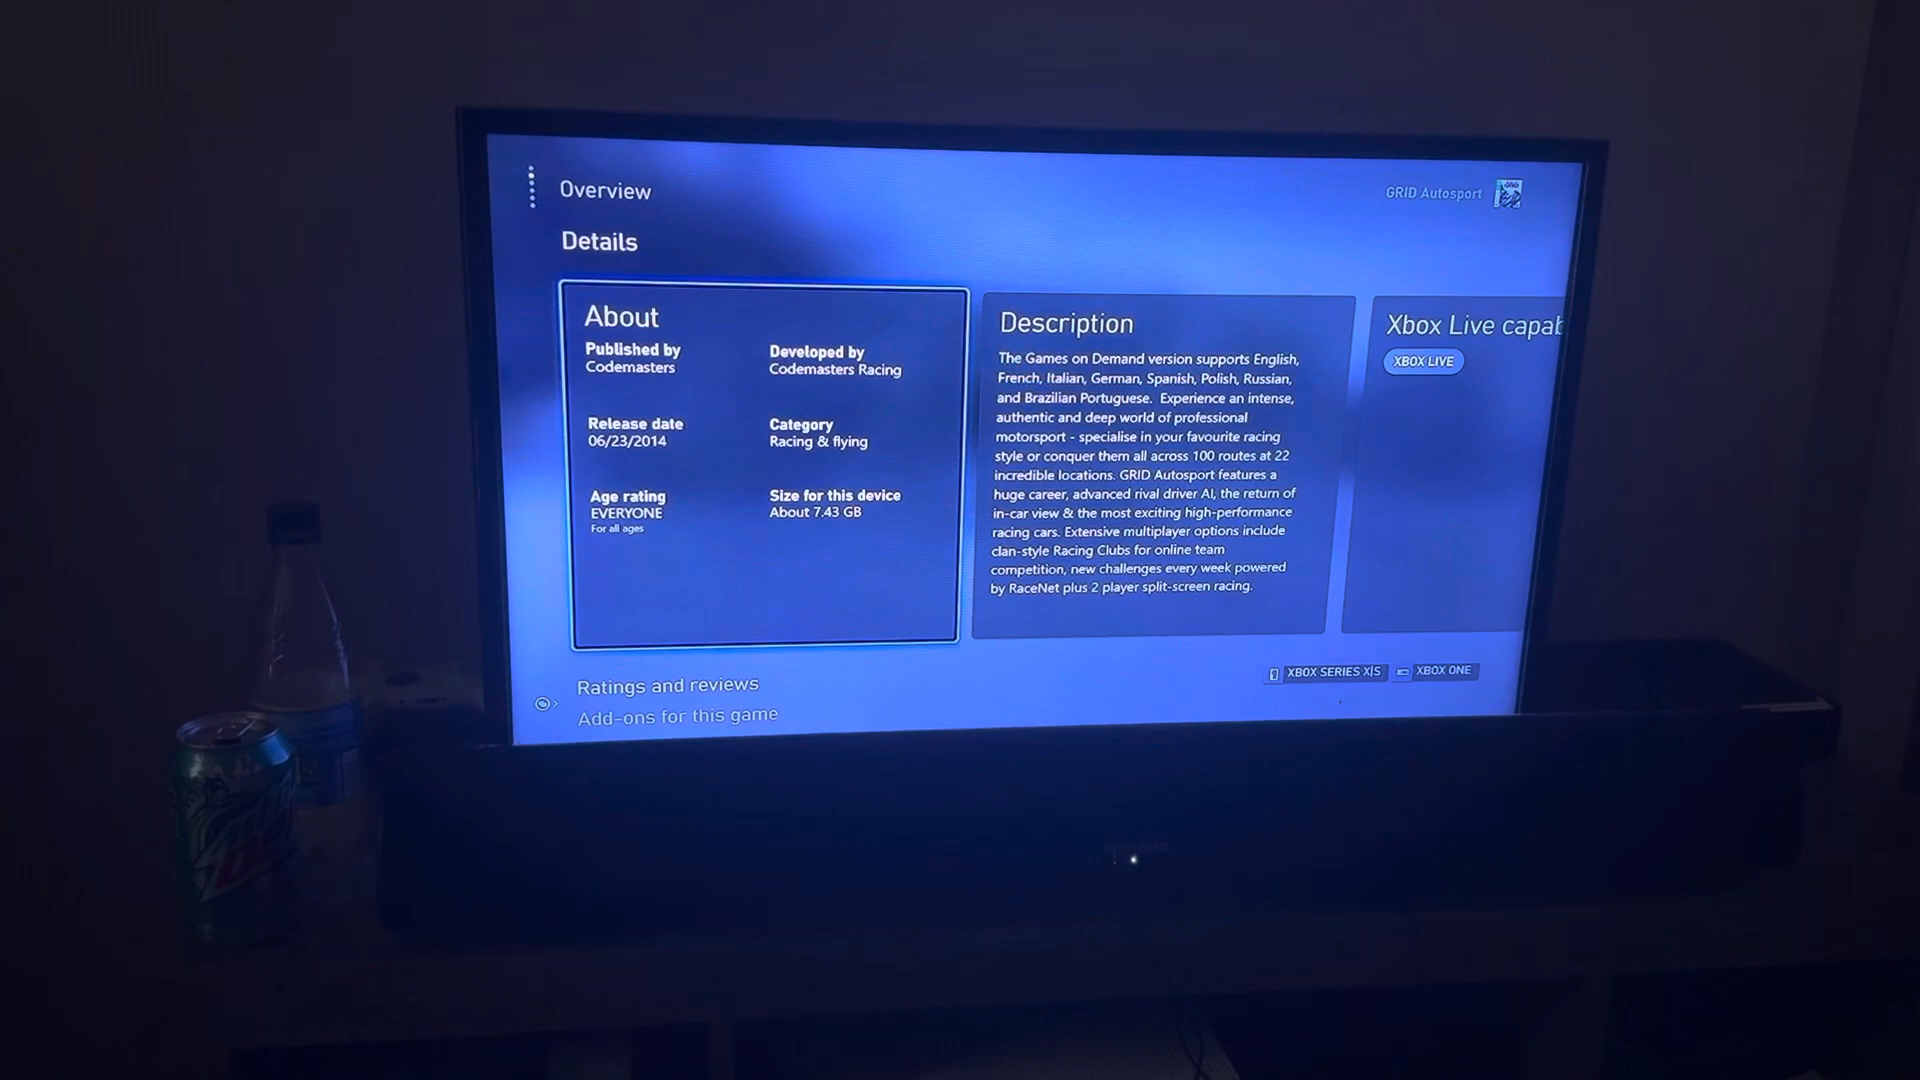 Overview
GRID Autosport
Details
About
Published by
Codemasters
Developed by
Codemasters Racing
Release date
06/23/2014
Category
Racing & flying
Age rating
EVERYONE
For all ages
Size for this device
About 7.43 GB
Description
The Games on Demand version supports English,
French, Italian, German, Spanish, Polish, Russian,
and Brazilian Portuguese.  Experience an intense,
authentic and deep world of professional
motorsport - specialise in your favourite racing
style or conquer them all across 100 routes at 22
incredible locations. GRID Autosport features a
huge career, advanced rival driver AI, the return of
in-car view & the most exciting high-performance
racing cars. Extensive multiplayer options include
clan-style Racing Clubs for online team
competition, new challenges every week powered
by RaceNet plus 2 player split-screen racing.
Xbox Live capab
XBOX LIVE
XBOX SERIES X|S
XBOX ONE
Ratings and reviews
Add-ons for this game